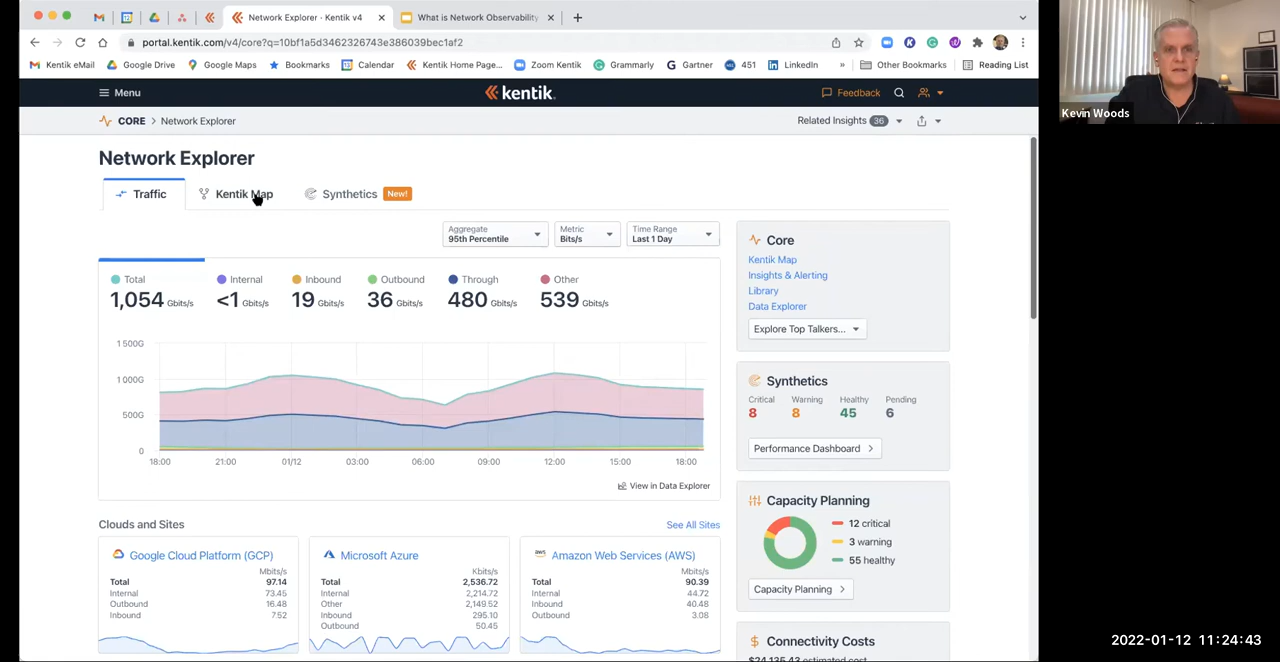 Network Explorer · Kentik v4
What is Network Observability
portal.kentik.com/v4/core?q=10bf1a5d3462326743e386039bec1af2
Kentik eMail
Google Drive
Google Maps
Bookmarks
Calendar
Kentik Home Page...
Zoom Kentik
Grammarly
Gartner
451
LinkedIn
»
Other Bookmarks
Reading List
Menu
kentik.
Feedback
CORE > Network Explorer
Related Insights 36
Network Explorer
Traffic
Kentik Map
Synthetics New!
Aggregate
95th Percentile
Metric
Bits/s
Time Range
Last 1 Day
Total
1,054 Gbits/s
Internal
<1 Gbits/s
Inbound
19 Gbits/s
Outbound
36 Gbits/s
Through
480 Gbits/s
Other
539 Gbits/s
1 500G
1 000G
500G
0
18:00 21:00 01/12 03:00 06:00 09:00 12:00 15:00 18:00
View in Data Explorer
Clouds and Sites
See All Sites
Google Cloud Platform (GCP)
Mbits/s
Total 97.14
Internal 73.45
Outbound 16.48
Inbound 7.52
Microsoft Azure
Kbits/s
Total 2,536.72
Internal 2,214.72
Other 2,149.52
Inbound 295.10
Outbound 50.45
aws Amazon Web Services (AWS)
Mbits/s
Total 90.39
Internal 44.72
Inbound 40.48
Outbound 3.08
Core
Kentik Map
Insights & Alerting
Library
Data Explorer
Explore Top Talkers...
Synthetics
Critical Warning Healthy Pending
8 8 45 6
Performance Dashboard >
Capacity Planning
12 critical
3 warning
55 healthy
Capacity Planning >
Connectivity Costs
$24,135.43 estimated cost
Kevin Woods
2022-01-12 11:24:43